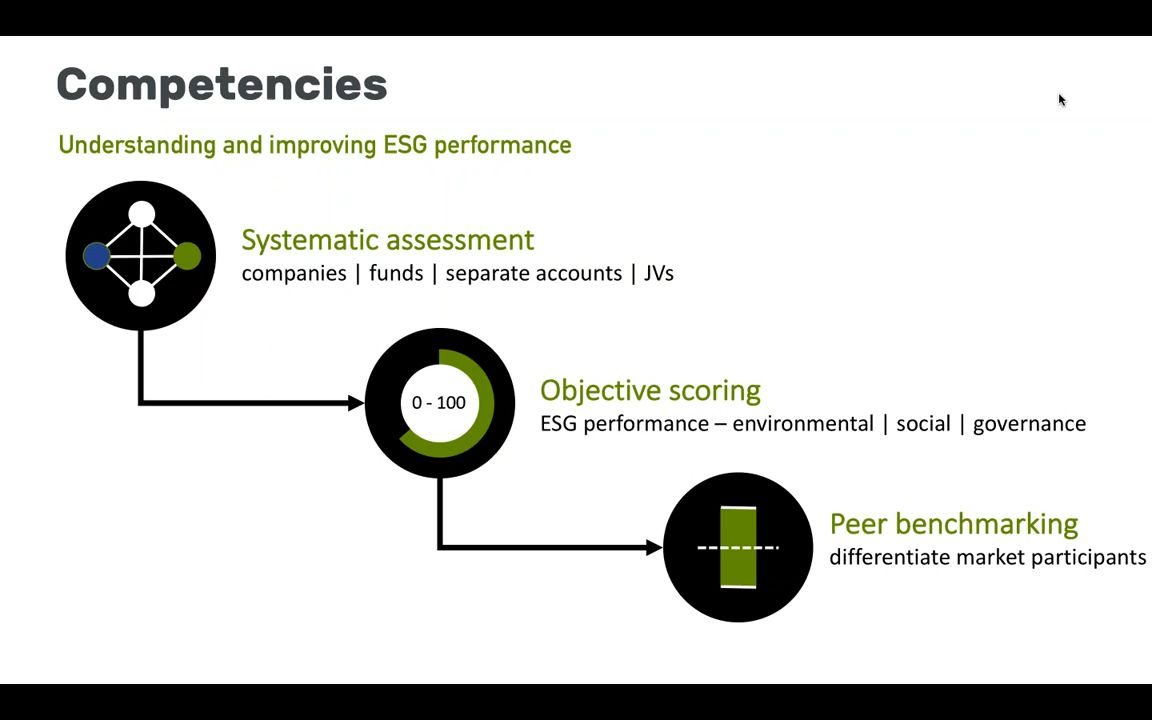 Competencies
Understanding and improving ESG performance
Systematic assessment
companies | funds | separate accounts | JVs
0 - 100
Objective scoring
ESG performance – environmental | social | governance
Peer benchmarking
differentiate market participants